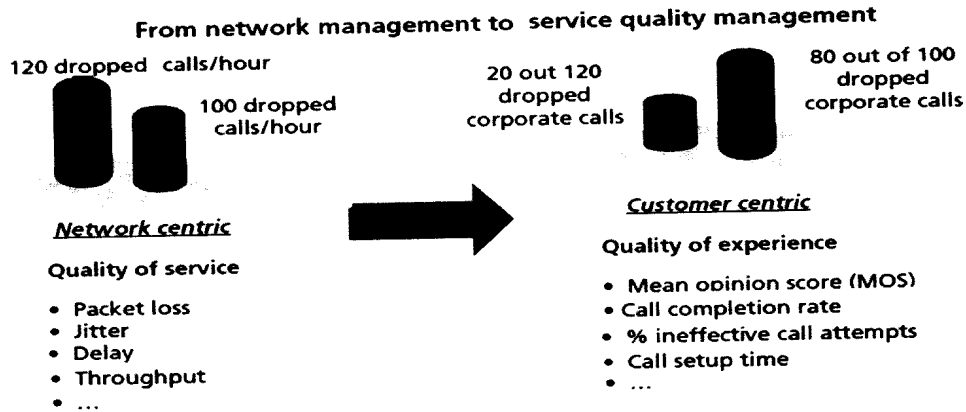 From network management to service quality management
120 dropped calls/hour
100 dropped
calls/hour
20 out 120
dropped
corporate calls
80 out of 100
dropped
corporate calls
Network centric
Quality of service
• Packet loss
• Jitter
• Delay
• Throughput
• ...
Customer centric
Quality of experience
• Mean opinion score (MOS)
• Call completion rate
• % ineffective call attempts
• Call setup time
• ...